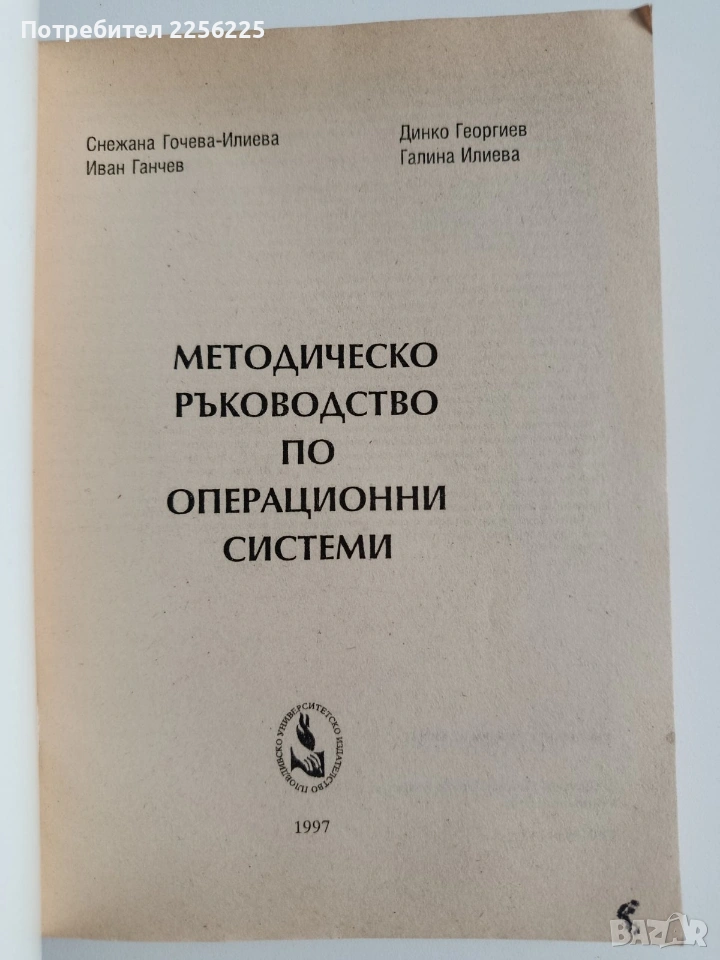 Потребител 2256225
Снежана Гочева-Илиева
Иван Ганчев
Динко Георгиев
Галина Илиева
МЕТОДИЧЕСКО
РЪКОВОДСТВО
ПО
ОПЕРАЦИОННИ
СИСТЕМИ
ПЛОВДИВСКО УНИВЕРСИТЕТСКО ИЗДАТЕЛСТВО
1997
BAZAR